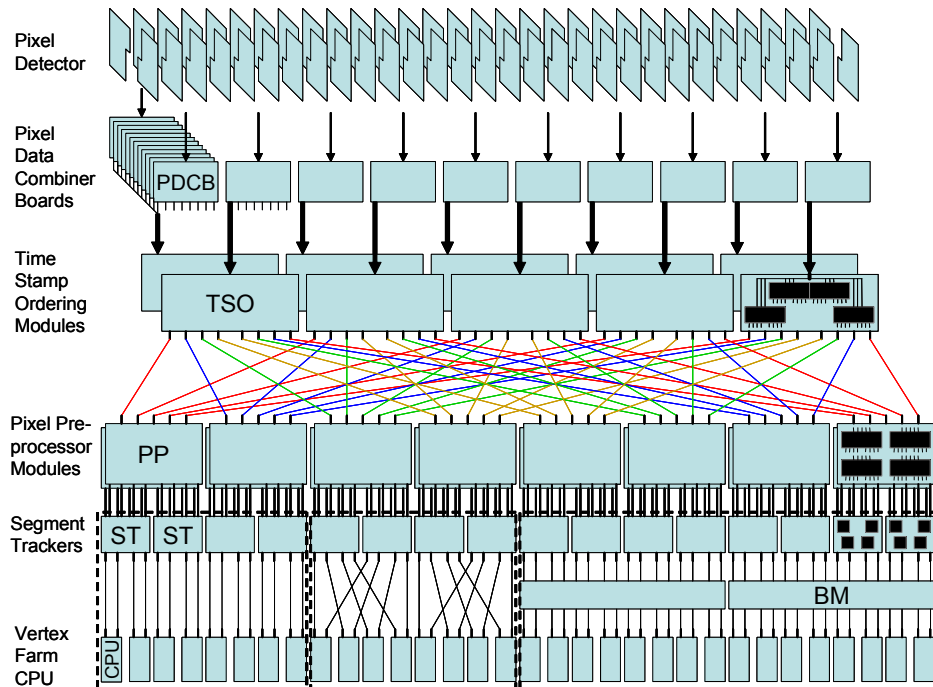 Pixel
Detector
Pixel
Data
Combiner
Boards
PDCB
Time
Stamp
Ordering
Modules
TSO
Pixel Pre-
processor
Modules
PP
Segment
Trackers
ST ST
BM
Vertex
Farm
CPU
CPU